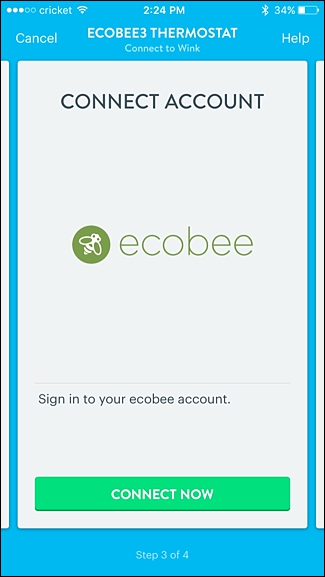 cricket 2:24 PM 34%
Cancel ECOBEE3 THERMOSTAT Help
Connect to Wink
CONNECT ACCOUNT
ecobee
Sign in to your ecobee account.
CONNECT NOW
Step 3 of 4